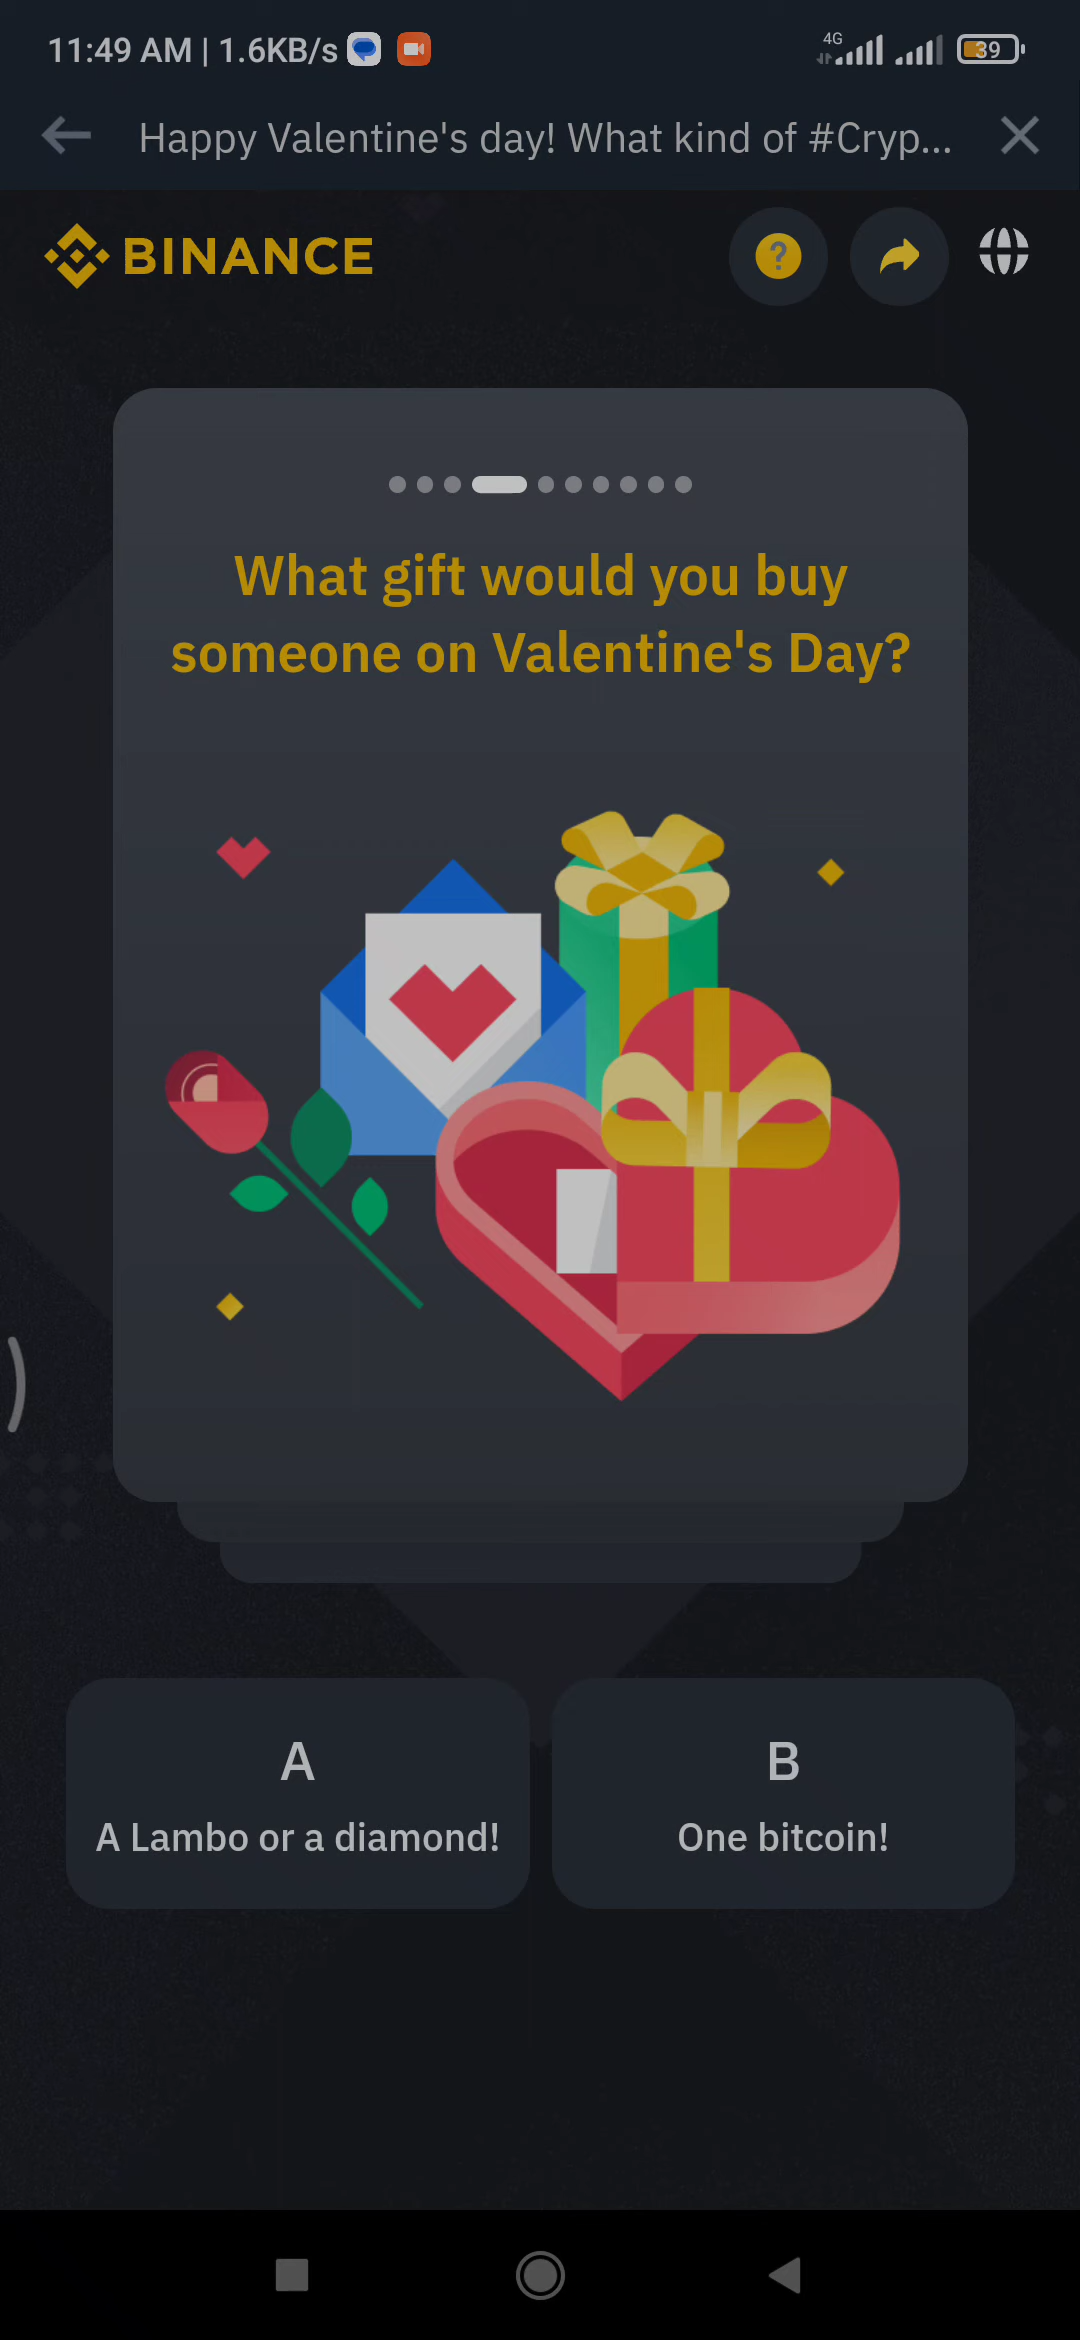 11:49 AM | 1.6KB/s
4G
39
Happy Valentine's day! What kind of #Cryp...
BINANCE
?
What gift would you buy
someone on Valentine's Day?
A
A Lambo or a diamond!
B
One bitcoin!